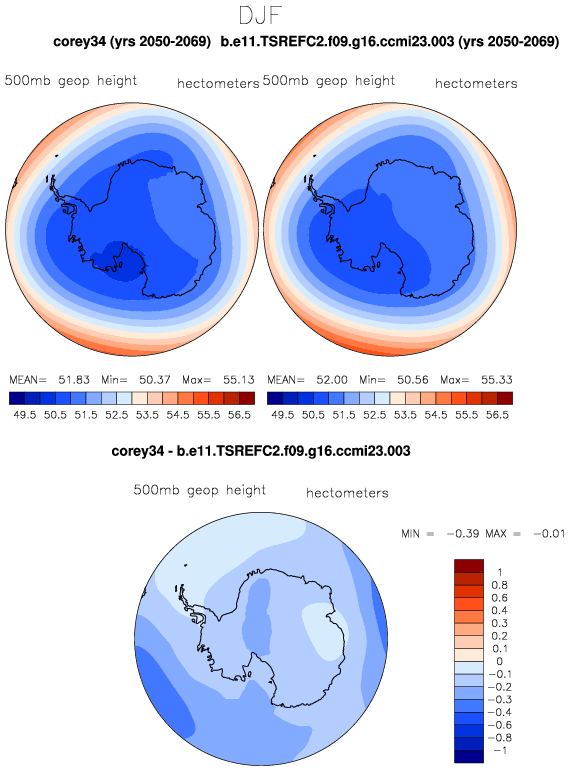 DJF
corey34 (yrs 2050-2069) b.e11.TSREFC2.f09.g16.ccmi23.003 (yrs 2050-2069)
500mb geop height hectometers 500mb geop height hectometers
MEAN= 51.83 Min= 50.37 Max= 55.13 MEAN= 52.00 Min= 50.56 Max= 55.33
49.5 50.5 51.5 52.5 53.5 54.5 55.5 56.5 49.5 50.5 51.5 52.5 53.5 54.5 55.5 56.5
corey34 - b.e11.TSREFC2.f09.g16.ccmi23.003
500mb geop height hectometers
MIN = -0.39 MAX = -0.01
1
0.8
0.6
0.4
0.3
0.2
0.1
0
-0.1
-0.2
-0.3
-0.4
-0.6
-0.8
-1